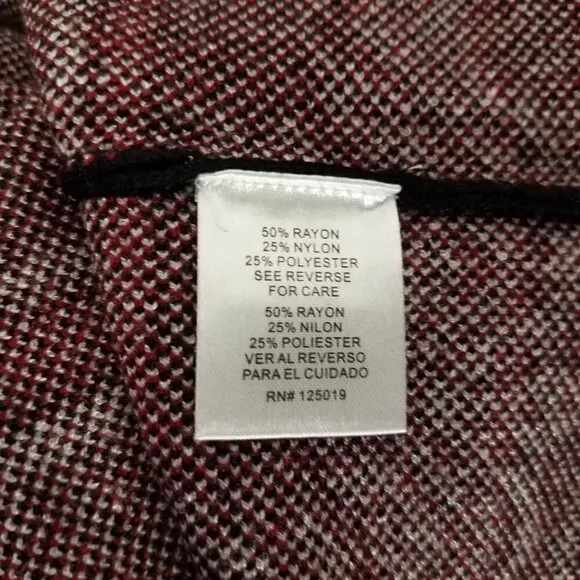 50% RAYON
25% NYLON
25% POLYESTER
SEE REVERSE
FOR CARE
50% RAYON
25% NILON
25% POLIESTER
VER AL REVERSO
PARA EL CUIDADO
RN# 125019